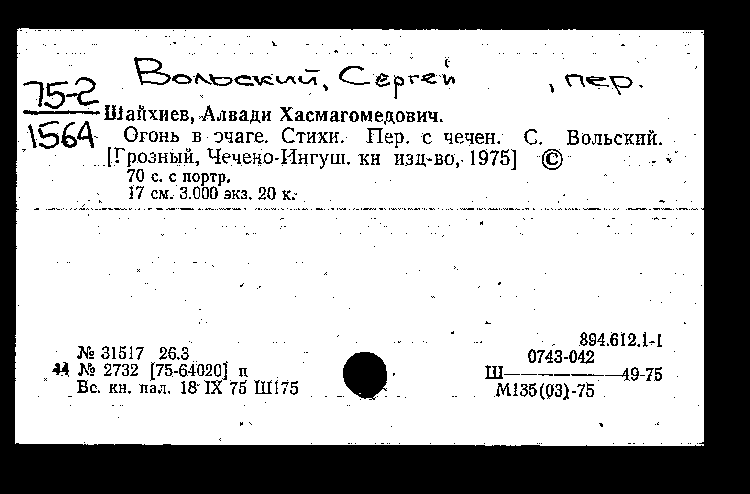 Вольский, Сергей , пер.
75-2
1564
Шайхиев, Алвади Хасмагомедович.
Огонь в очаге. Стихи. Пер. с чечен. С. Вольский.
[Грозный, Чечено-Ингуш. кн изд-во, 1975] ©
70 с. с портр.
17 см. 3.000 экз. 20 к.
894.612.1-1
№ 31517 26.3 0743-042
44 № 2732 [75-64020] п Ш——49-75
Вс. кн. пал. 18 IX 75 Ш175 М135(03)-75